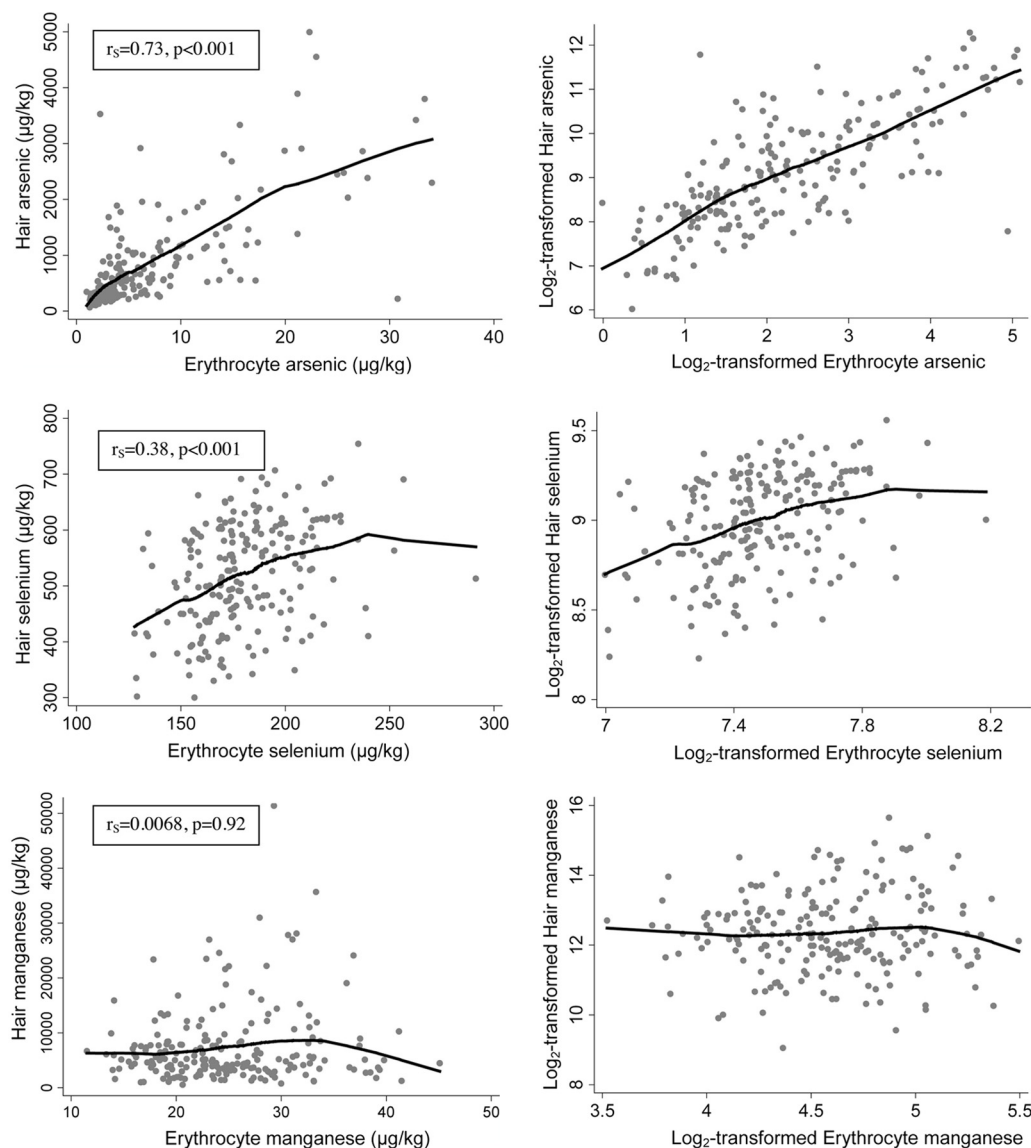 r_S=0.73, p<0.001
Hair arsenic (µg/kg)
5000
4000
3000
2000
1000
0
0 10 20 30 40
Erythrocyte arsenic (µg/kg)
Log₂-transformed Hair arsenic
12
11
10
9
8
7
6
0 1 2 3 4 5
Log₂-transformed Erythrocyte arsenic
r_S=0.38, p<0.001
Hair selenium (µg/kg)
800
700
600
500
400
300
100 150 200 250 300
Erythrocyte selenium (µg/kg)
Log₂-transformed Hair selenium
9.5
9
8.5
8
7 7.4 7.8 8.2
Log₂-transformed Erythrocyte selenium
r_S=0.0068, p=0.92
Hair manganese (µg/kg)
50000
40000
30000
20000
10000
0
10 20 30 40 50
Erythrocyte manganese (µg/kg)
Log₂-transformed Hair manganese
16
14
12
10
8
3.5 4 4.5 5 5.5
Log₂-transformed Erythrocyte manganese